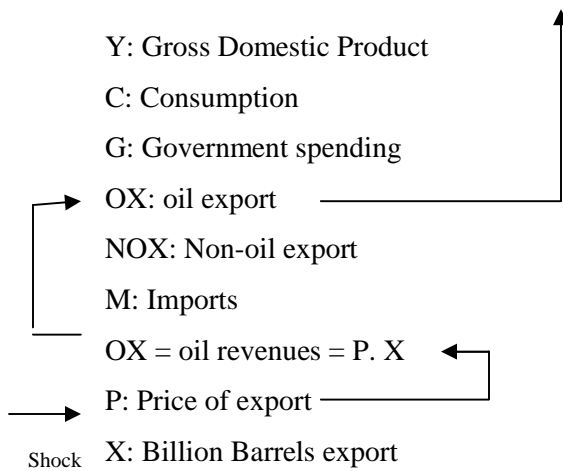 Y: Gross Domestic Product
C: Consumption
G: Government spending
OX: oil export
NOX: Non-oil export
M: Imports
OX = oil revenues = P. X
P: Price of export
Shock X: Billion Barrels export